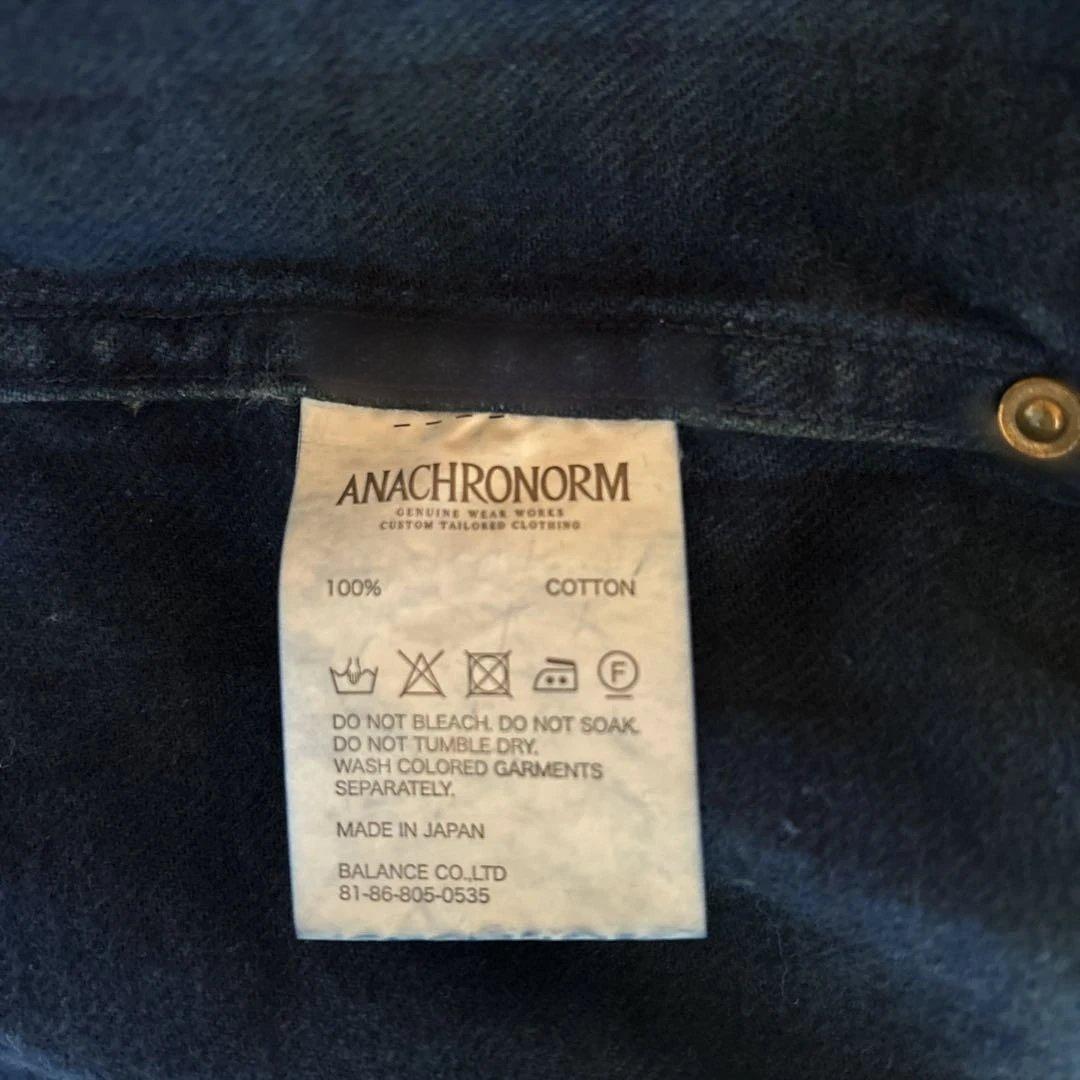 ANACHRONORM
GENUINE WEAR WORKS
CUSTOM TAILORED CLOTHING
100% COTTON
F
DO NOT BLEACH. DO NOT SOAK.
DO NOT TUMBLE DRY.
WASH COLORED GARMENTS
SEPARATELY.
MADE IN JAPAN
BALANCE CO.,LTD
81-86-805-0535